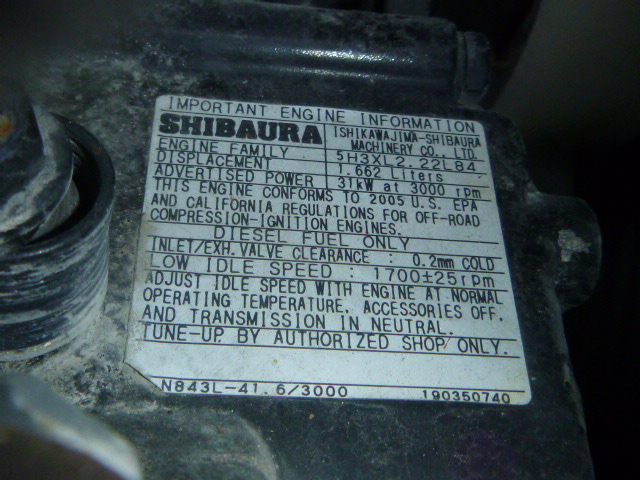 IMPORTANT ENGINE INFORMATION
SHIBAURA
ISHIKAWAJIMA-SHIBAURA
MACHINERY CO., LTD.
ENGINE FAMILY 5H3XL2.22LB4
DISPLACEMENT 1.662 Liters
ADVERTISED POWER 31kW at 3000 rpm
THIS ENGINE CONFORMS TO 2005 U.S. EPA
AND CALIFORNIA REGULATIONS FOR OFF-ROAD
COMPRESSION-IGNITION ENGINES.
DIESEL FUEL ONLY
INLET/EXH. VALVE CLEARANCE : 0.2mm COLD
LOW IDLE SPEED : 1700±25rpm
ADJUST IDLE SPEED WITH ENGINE AT NORMAL
OPERATING TEMPERATURE, ACCESSORIES OFF,
AND TRANSMISSION IN NEUTRAL.
TUNE-UP BY AUTHORIZED SHOP ONLY.
N843L-41.6/3000 190350740